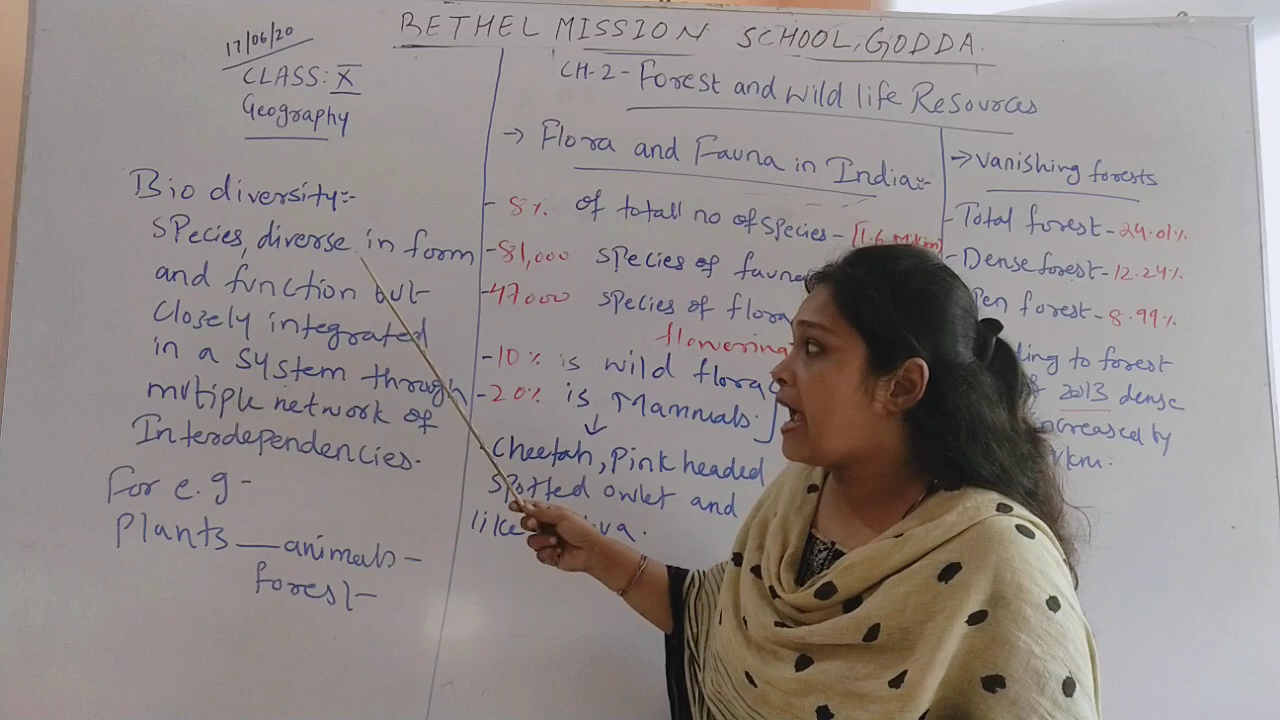 BETHEL MISSION SCHOOL, GODDA.
17/06/20
CLASS: X
Geography
CH-2 - Forest and wild life Resources
Bio diversity:-
Species, diverse in form
and function but
closely integrated
in a system through
multiple network of
Interdependencies.
For e.g -
Plants — animals -
forest -
→ Flora and Fauna in India:-
- 8% of totall no of species - [1.6 M.km]
- 81,000 species of fauna
- 47000 species of flora
flowering
- 10% is wild flora
- 20% is Mammals.
↓
Cheetah, Pink headed
spotted owlet and
like
→ Vanishing forests
- Total forest - 24.01%
- Dense forest - 12.24%
pen forest - 8.99%
ding to forest
2013 dense
ncreased by
km.